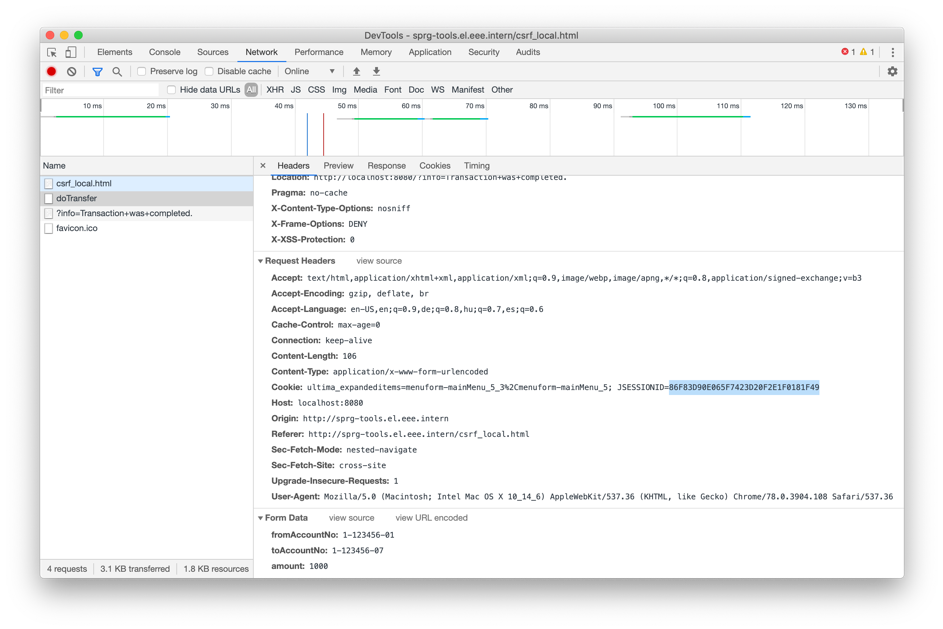 DevTools - sprg-tools.el.eee.intern/csrf_local.html
Elements Console Sources Network Performance Memory Application Security Audits 1 1
Preserve log Disable cache Online
Filter Hide data URLs All XHR JS CSS Img Media Font Doc WS Manifest Other
10 ms 20 ms 30 ms 40 ms 50 ms 60 ms 70 ms 80 ms 90 ms 100 ms 110 ms 120 ms 130 ms
Name
csrf_local.html
doTransfer
?info=Transaction+was+completed.
favicon.ico
4 requests 3.1 KB transferred 1.8 KB resources
Headers Preview Response Cookies Timing
Location: http://localhost:8080/?info=Transaction+was+completed.
Pragma: no-cache
X-Content-Type-Options: nosniff
X-Frame-Options: DENY
X-XSS-Protection: 0
Request Headers view source
Accept: text/html,application/xhtml+xml,application/xml;q=0.9,image/webp,image/apng,*/*;q=0.8,application/signed-exchange;v=b3
Accept-Encoding: gzip, deflate, br
Accept-Language: en-US,en;q=0.9,de;q=0.8,hu;q=0.7,es;q=0.6
Cache-Control: max-age=0
Connection: keep-alive
Content-Length: 106
Content-Type: application/x-www-form-urlencoded
Cookie: ultima_expandeditems=menuform-mainMenu_5_3%2Cmenuform-mainMenu_5; JSESSIONID=86F83D90E065F7423D20F2E1F0181F49
Host: localhost:8080
Origin: http://sprg-tools.el.eee.intern
Referer: http://sprg-tools.el.eee.intern/csrf_local.html
Sec-Fetch-Mode: nested-navigate
Sec-Fetch-Site: cross-site
Upgrade-Insecure-Requests: 1
User-Agent: Mozilla/5.0 (Macintosh; Intel Mac OS X 10_14_6) AppleWebKit/537.36 (KHTML, like Gecko) Chrome/78.0.3904.108 Safari/537.36
Form Data view source view URL encoded
fromAccountNo: 1-123456-01
toAccountNo: 1-123456-07
amount: 1000